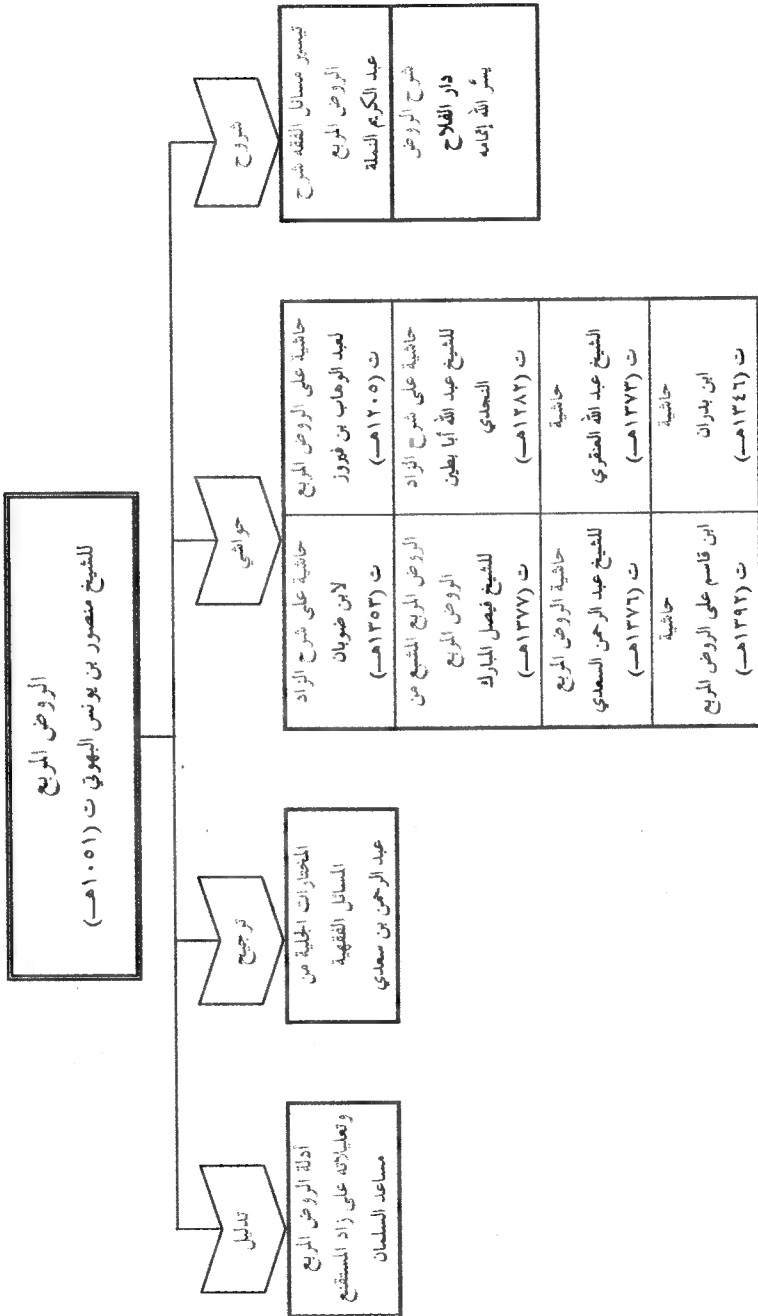 الروض المربع
للشيخ منصور بن يونس البهوتي ت (١٠٥١هـ)
شروح
تيسير مسائل الفقه شرح
الروض المربع
عبد الكريم النملة
شرح الروض
دار الفلاح
يسَّر الله إتمامه
حواشي
حاشية على الروض المربع
لعبد الوهاب بن فيروز
ت (١٢٠٥هـ)
حاشية على شرح الزاد
لابن ضويان
ت (١٣٥٣هـ)
حاشية على شرح الزاد
للشيخ عبد الله أبا بطين
النجدي
ت (١٢٨٢هـ)
الروض المربع المشبع من
الروض المربع
للشيخ فيصل المبارك
ت (١٣٧٧هـ)
حاشية
الشيخ عبد الله العنقري
ت (١٣٧٣هـ)
حاشية الروض المربع
للشيخ عبد الرحمن السعدي
ت (١٣٧٦هـ)
حاشية
ابن بدران
ت (١٣٤٦هـ)
حاشية
ابن قاسم على الروض المربع
ت (١٣٩٢هـ)
ترجيح
المختارات الجلية من
المسائل الفقهية
عبد الرحمن بن سعدي
تدليل
أدلة الروض المربع
وتعليلاته على زاد المستقنع
مساعد السلمان